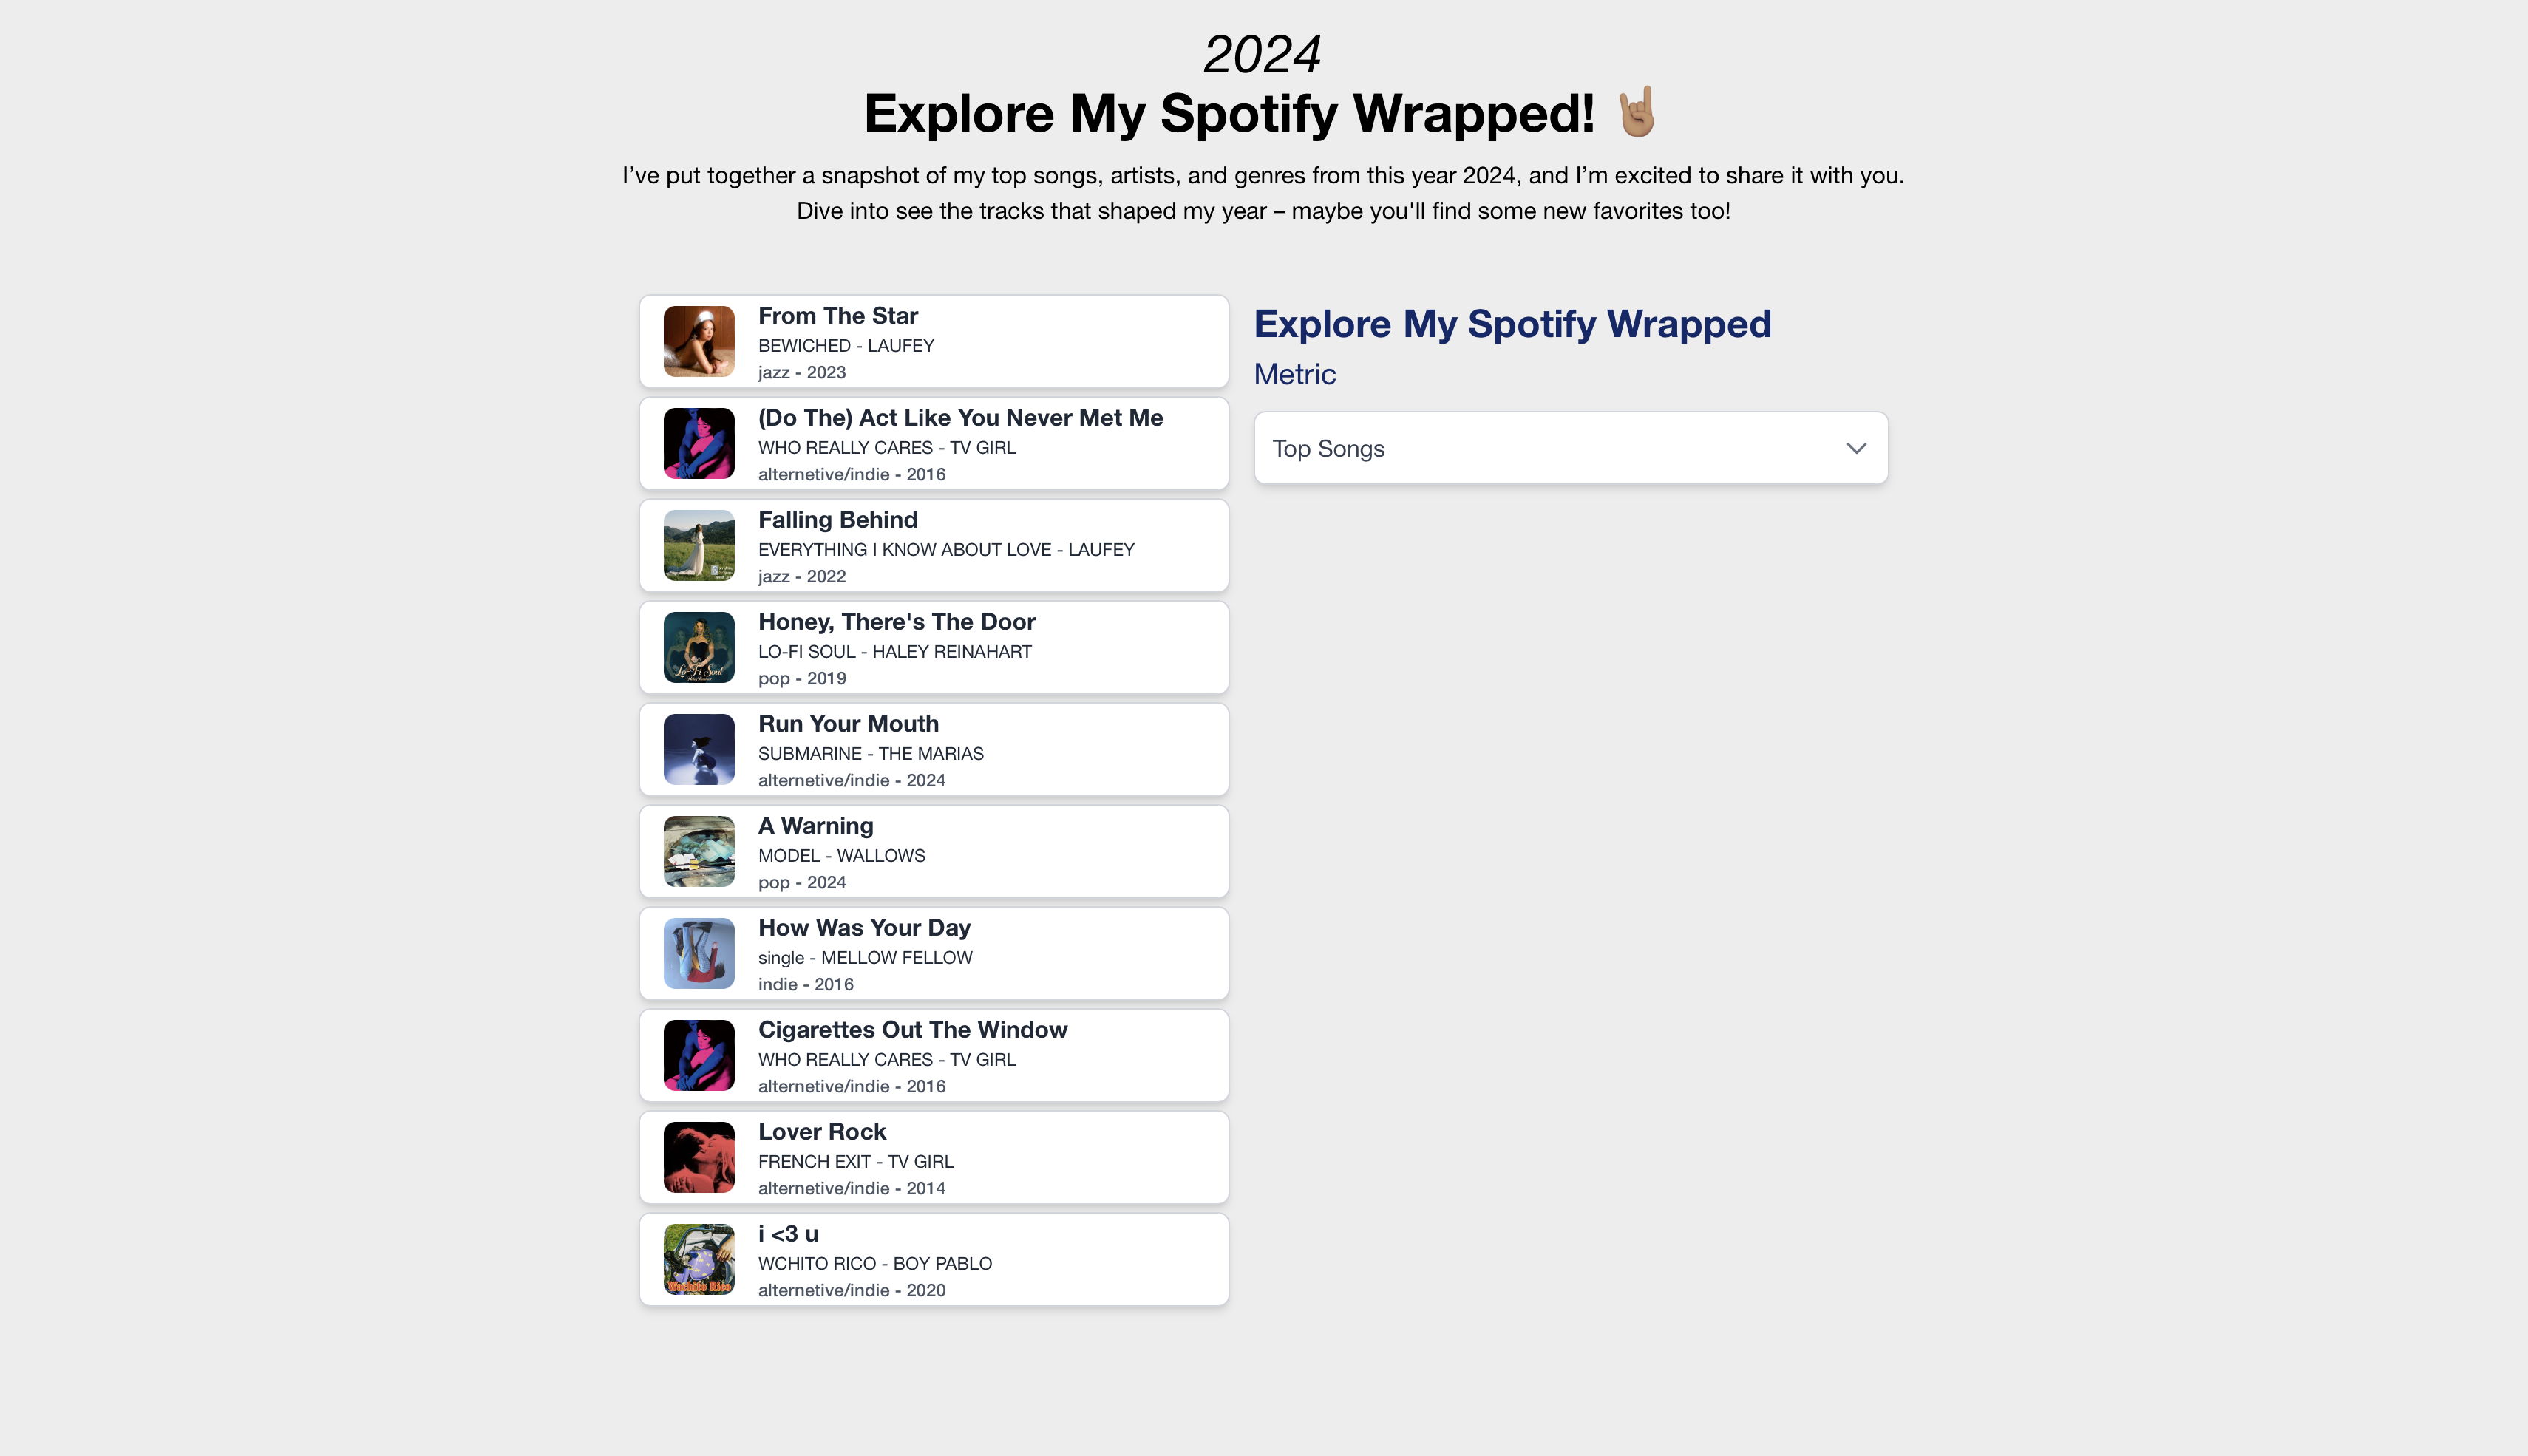 2024
Explore My Spotify Wrapped! 🤘🏽
I’ve put together a snapshot of my top songs, artists, and genres from this year 2024, and I’m excited to share it with you.
Dive into see the tracks that shaped my year – maybe you'll find some new favorites too!
From The Star
BEWICHED - LAUFEY
jazz - 2023
(Do The) Act Like You Never Met Me
WHO REALLY CARES - TV GIRL
alternetive/indie - 2016
Falling Behind
EVERYTHING I KNOW ABOUT LOVE - LAUFEY
jazz - 2022
Honey, There's The Door
LO-FI SOUL - HALEY REINAHART
pop - 2019
Lo-Fi Soul
Run Your Mouth
SUBMARINE - THE MARIAS
alternetive/indie - 2024
A Warning
MODEL - WALLOWS
pop - 2024
How Was Your Day
single - MELLOW FELLOW
indie - 2016
Cigarettes Out The Window
WHO REALLY CARES - TV GIRL
alternetive/indie - 2016
Lover Rock
FRENCH EXIT - TV GIRL
alternetive/indie - 2014
i <3 u
WCHITO RICO - BOY PABLO
alternetive/indie - 2020
Wachito Rico
Explore My Spotify Wrapped
Metric
Top Songs